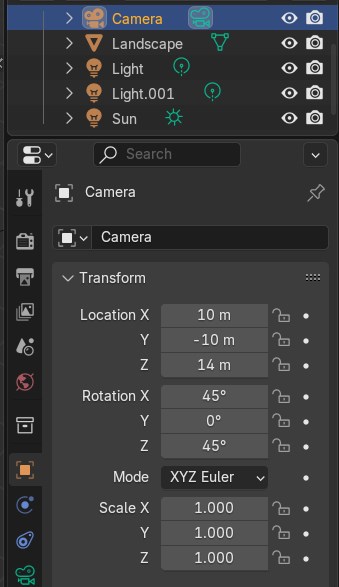 Camera
Landscape
Light
Light.001
Sun
Search
Camera
Camera
Transform
Location X 10 m
Y -10 m
Z 14 m
Rotation X 45°
Y 0°
Z 45°
Mode XYZ Euler
Scale X 1.000
Y 1.000
Z 1.000